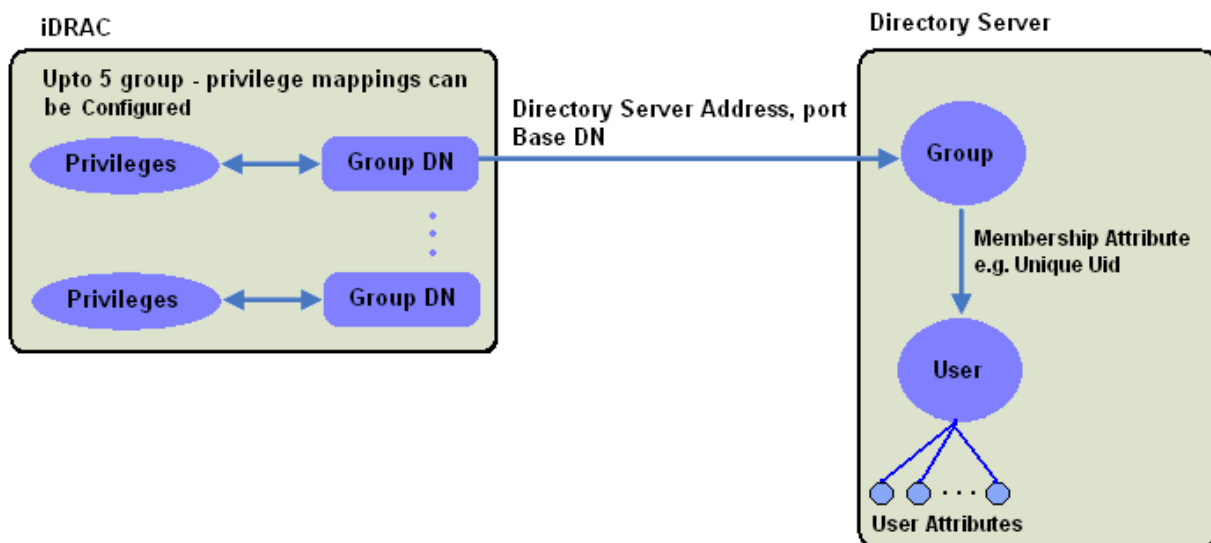 iDRAC
Upto 5 group - privilege mappings can
be Configured
Privileges
Group DN
Privileges
Group DN
Directory Server Address, port
Base DN
Directory Server
Group
Membership Attribute
e.g. Unique Uid
User
User Attributes